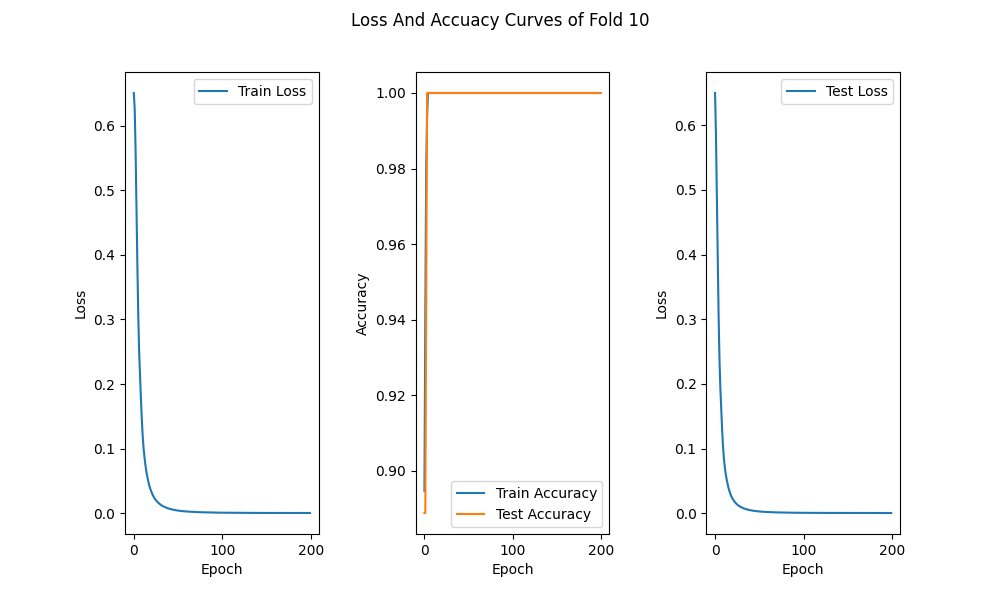 Loss And Accuacy Curves of Fold 10
Train Loss
0.6
0.5
0.4
0.3
0.2
0.1
0.0
Loss
0
100
200
Epoch
1.00
0.98
0.96
0.94
0.92
0.90
Accuracy
Train Accuracy
Test Accuracy
0
100
200
Epoch
Test Loss
0.6
0.5
0.4
0.3
0.2
0.1
0.0
Loss
0
100
200
Epoch